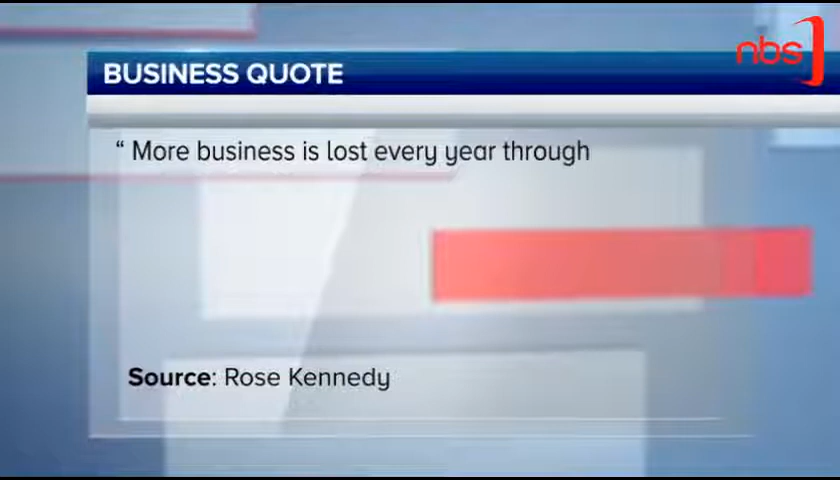 nbs
BUSINESS QUOTE
“ More business is lost every year through
Source: Rose Kennedy